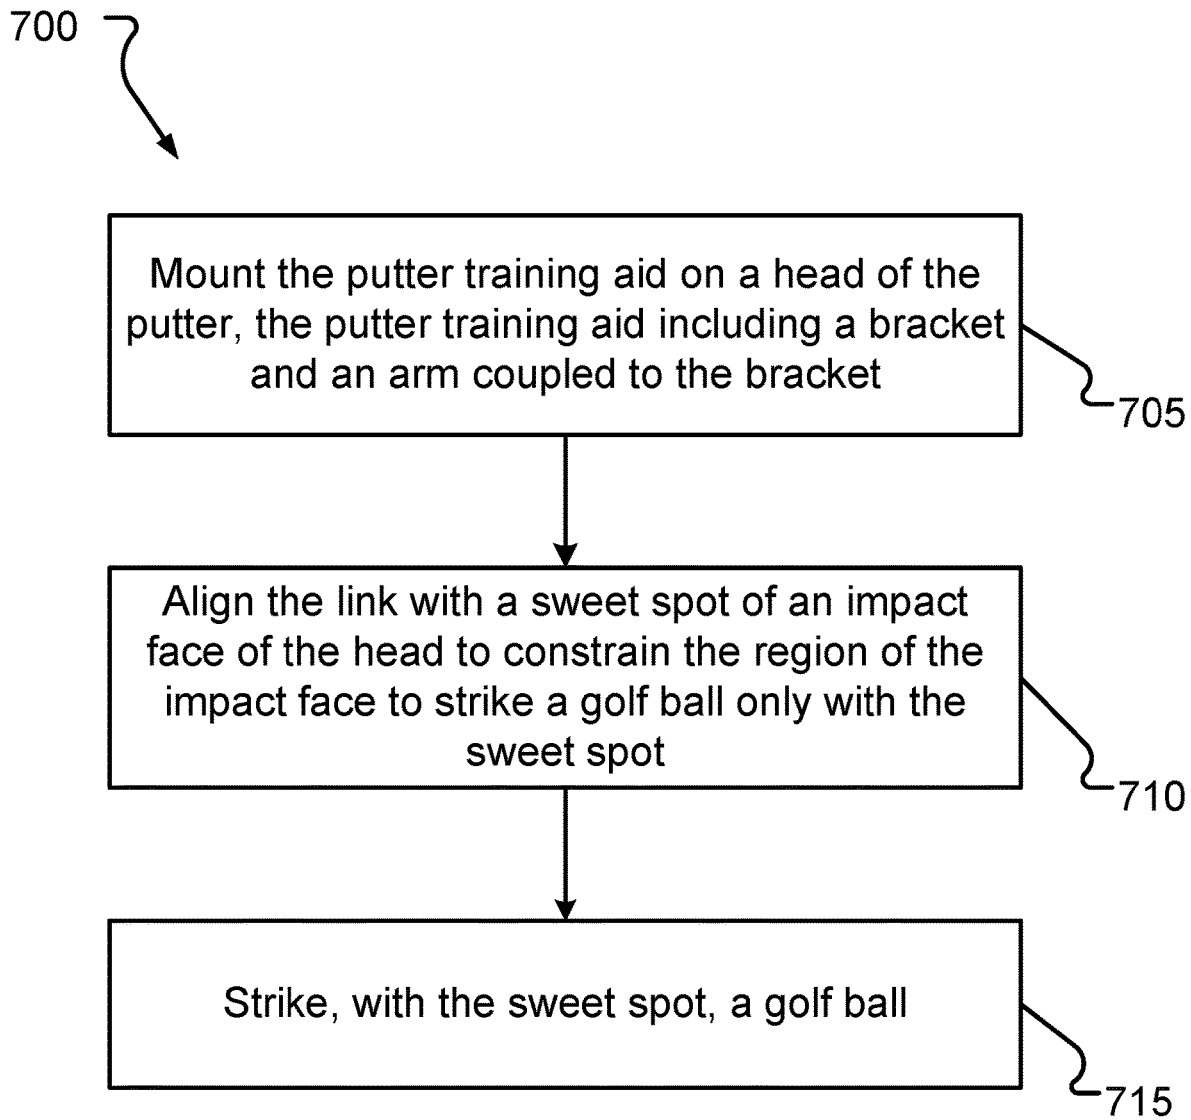 700
Mount the putter training aid on a head of the
putter, the putter training aid including a bracket
and an arm coupled to the bracket
705
Align the link with a sweet spot of an impact
face of the head to constrain the region of the
impact face to strike a golf ball only with the
sweet spot
710
Strike, with the sweet spot, a golf ball
715